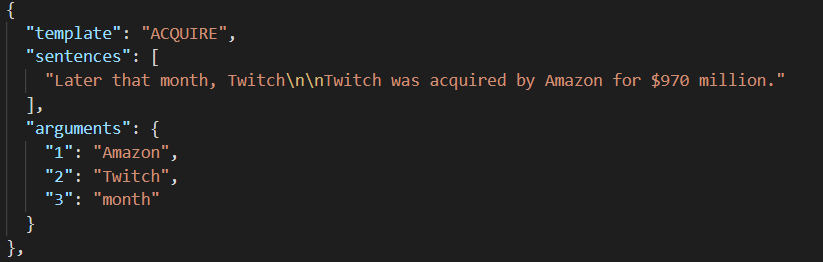 {
"template": "ACQUIRE",
"sentences": [
"Later that month, Twitch\n\nTwitch was acquired by Amazon for $970 million."
],
"arguments": {
"1": "Amazon",
"2": "Twitch",
"3": "month"
}
},